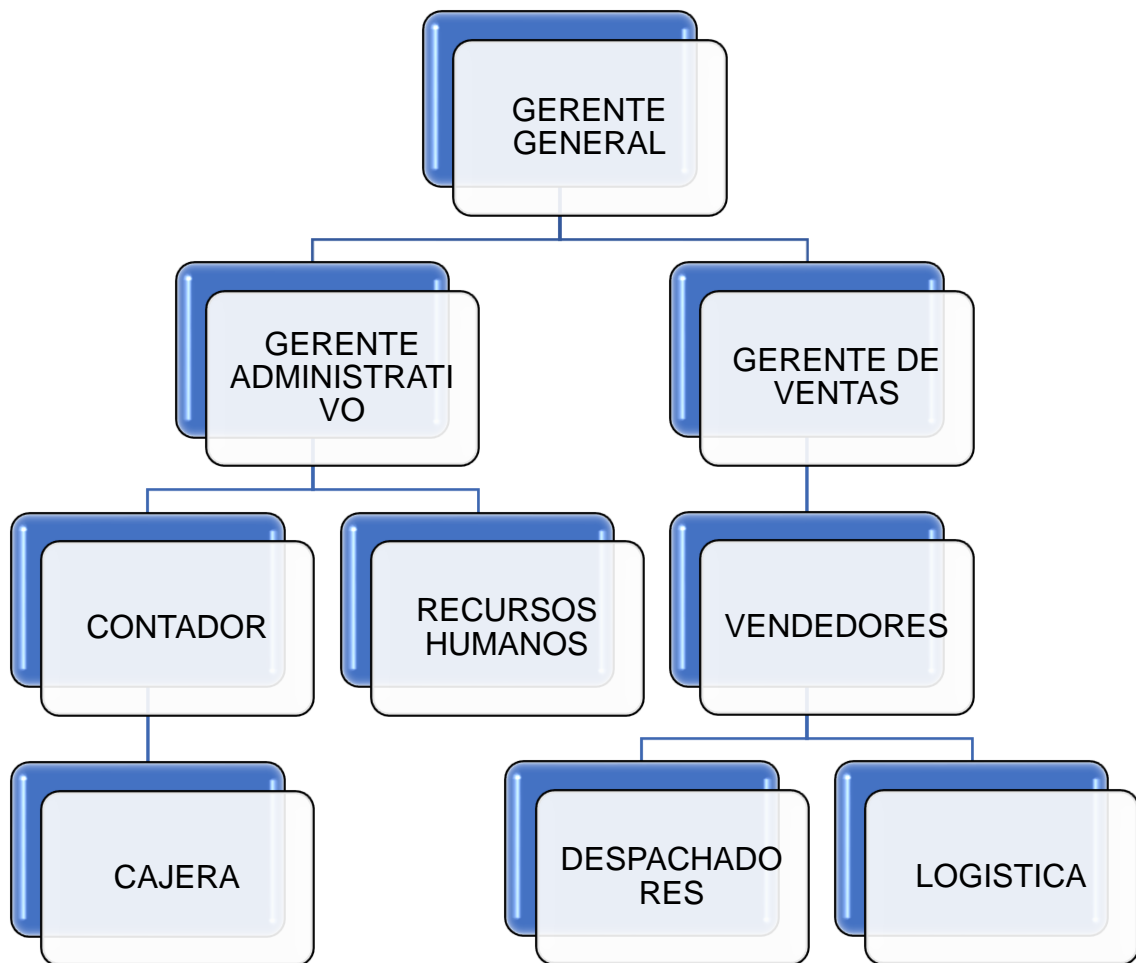 GERENTE
GENERAL
GERENTE
ADMINISTRATI
VO
GERENTE DE
VENTAS
CONTADOR
RECURSOS
HUMANOS
VENDEDORES
CAJERA
DESPACHADO
RES
LOGISTICA